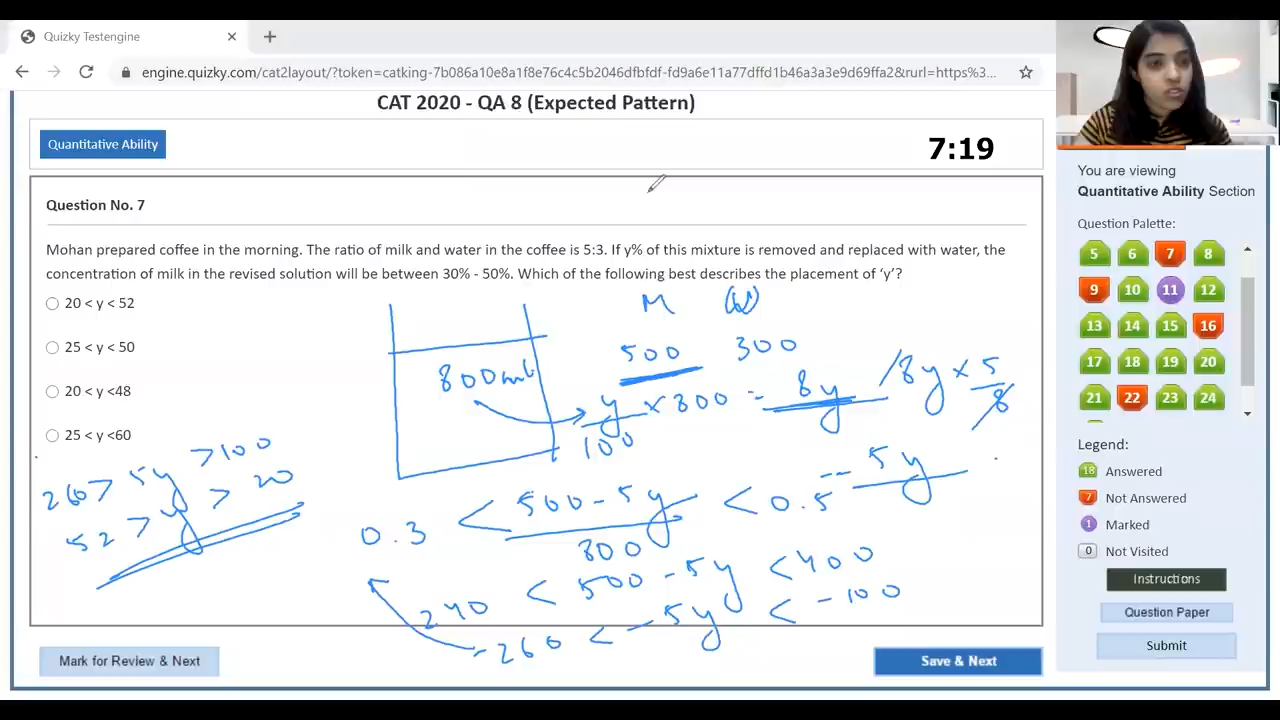 Quizky Testengine
engine.quizky.com/cat2layout/?token=catking-7b086a10e8a1f8e76c4c5b2046dfbfdf-fd9a6e11a77dffd1b46a3a3e9d69ffa2&rurl=https%3...
CAT 2020 - QA 8 (Expected Pattern)
Quantitative Ability
7:19
Question No. 7
Mohan prepared coffee in the morning. The ratio of milk and water in the coffee is 5:3. If y% of this mixture is removed and replaced with water, the
concentration of milk in the revised solution will be between 30% - 50%. Which of the following best describes the placement of ‘y’?
20 < y < 52
25 < y < 50
20 < y <48
25 < y <60
M W
500 300
800ml
y/100 × 800 = 8y
8y × 5/8
= 5y
0.3 < 500 - 5y / 800 < 0.5
240 < 500 - 5y < 400
-260 < -5y < -100
260 > 5y > 100
52 > y > 20
Mark for Review & Next
Save & Next
You are viewing
Quantitative Ability Section
Question Palette:
5 6 7 8
9 10 11 12
13 14 15 16
17 18 19 20
21 22 23 24
Legend:
18 Answered
7 Not Answered
1 Marked
0 Not Visited
Instructions
Question Paper
Submit